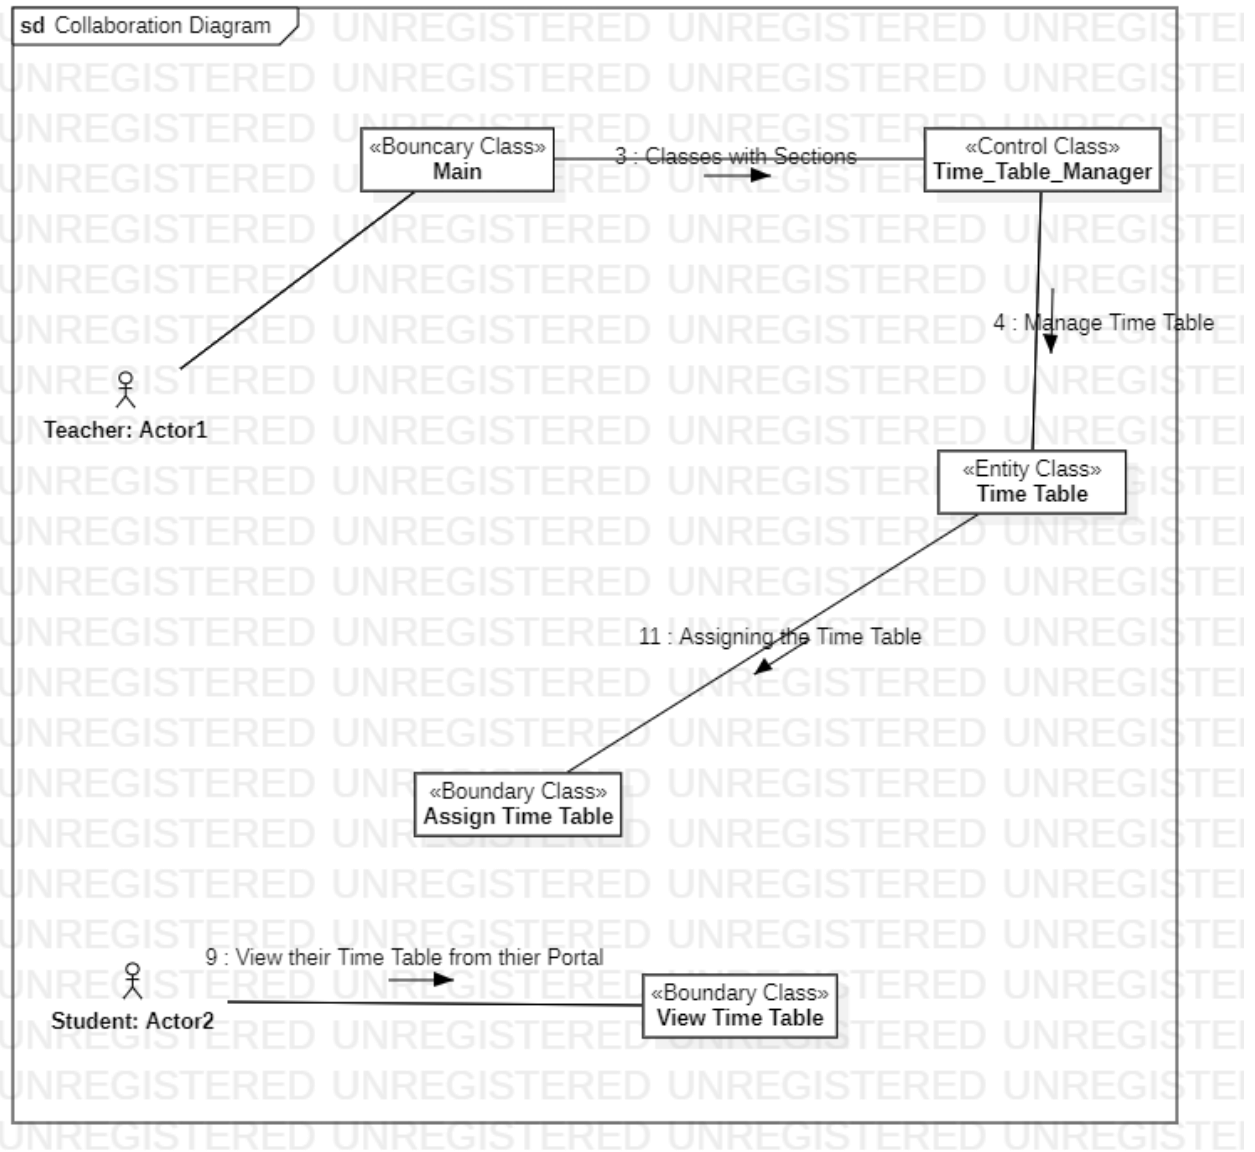 sd Collaboration Diagram
«Bouncary Class»
Main
3 : Classes with Sections
«Control Class»
Time_Table_Manager
4 : Manage Time Table
Teacher: Actor1
«Entity Class»
Time Table
11 : Assigning the Time Table
«Boundary Class»
Assign Time Table
9 : View their Time Table from thier Portal
Student: Actor2
«Boundary Class»
View Time Table
UNREGISTERED